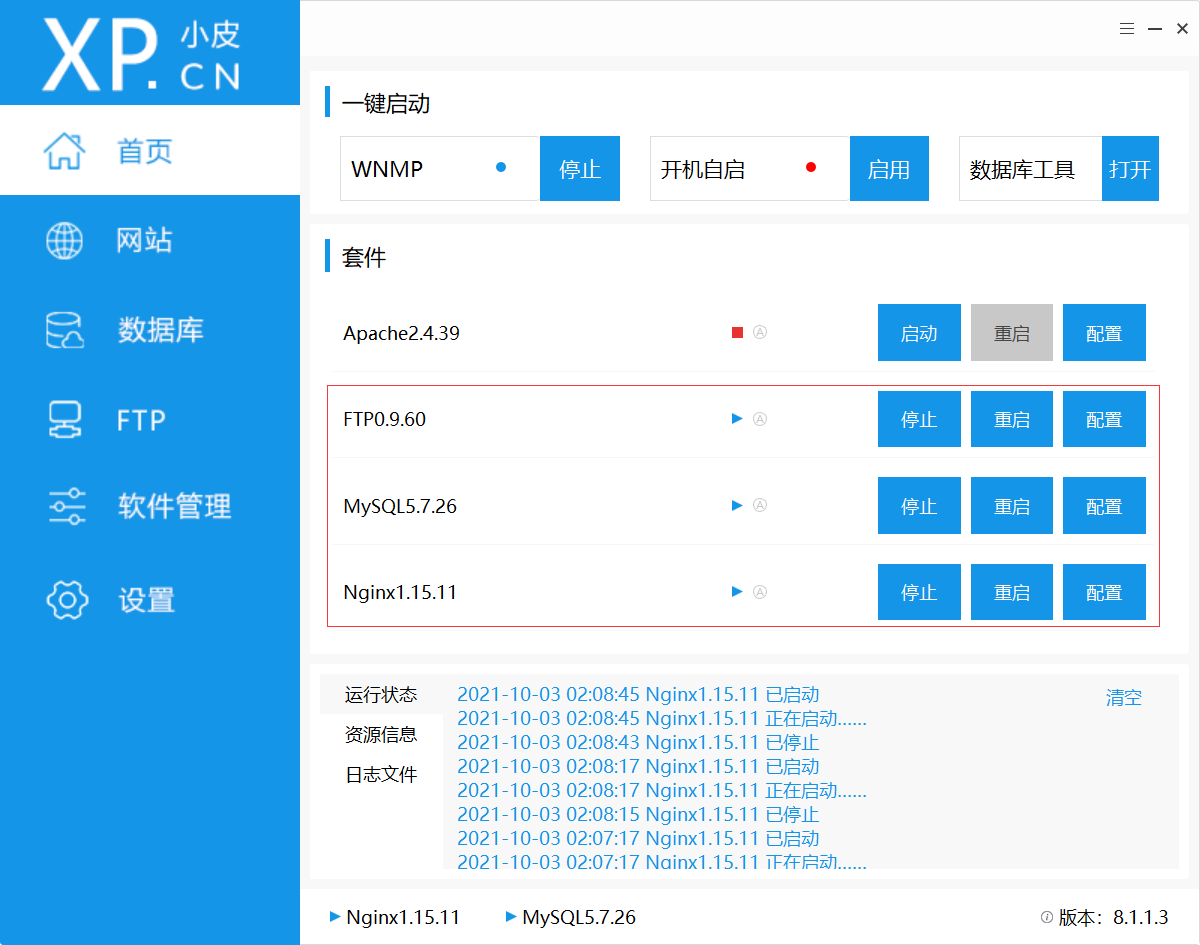 XP.小皮
CN
首页
网站
数据库
FTP
软件管理
设置
一键启动
WNMP 停止 开机自启 启用 数据库工具 打开
套件
Apache2.4.39 A 启动 重启 配置
FTP0.9.60 A 停止 重启 配置
MySQL5.7.26 A 停止 重启 配置
Nginx1.15.11 A 停止 重启 配置
运行状态
资源信息
日志文件
2021-10-03 02:08:45 Nginx1.15.11 已启动
2021-10-03 02:08:45 Nginx1.15.11 正在启动......
2021-10-03 02:08:43 Nginx1.15.11 已停止
2021-10-03 02:08:17 Nginx1.15.11 已启动
2021-10-03 02:08:17 Nginx1.15.11 正在启动......
2021-10-03 02:08:15 Nginx1.15.11 已停止
2021-10-03 02:07:17 Nginx1.15.11 已启动
2021-10-03 02:07:17 Nginx1.15.11 正在启动......
清空
Nginx1.15.11 MySQL5.7.26 版本：8.1.1.3